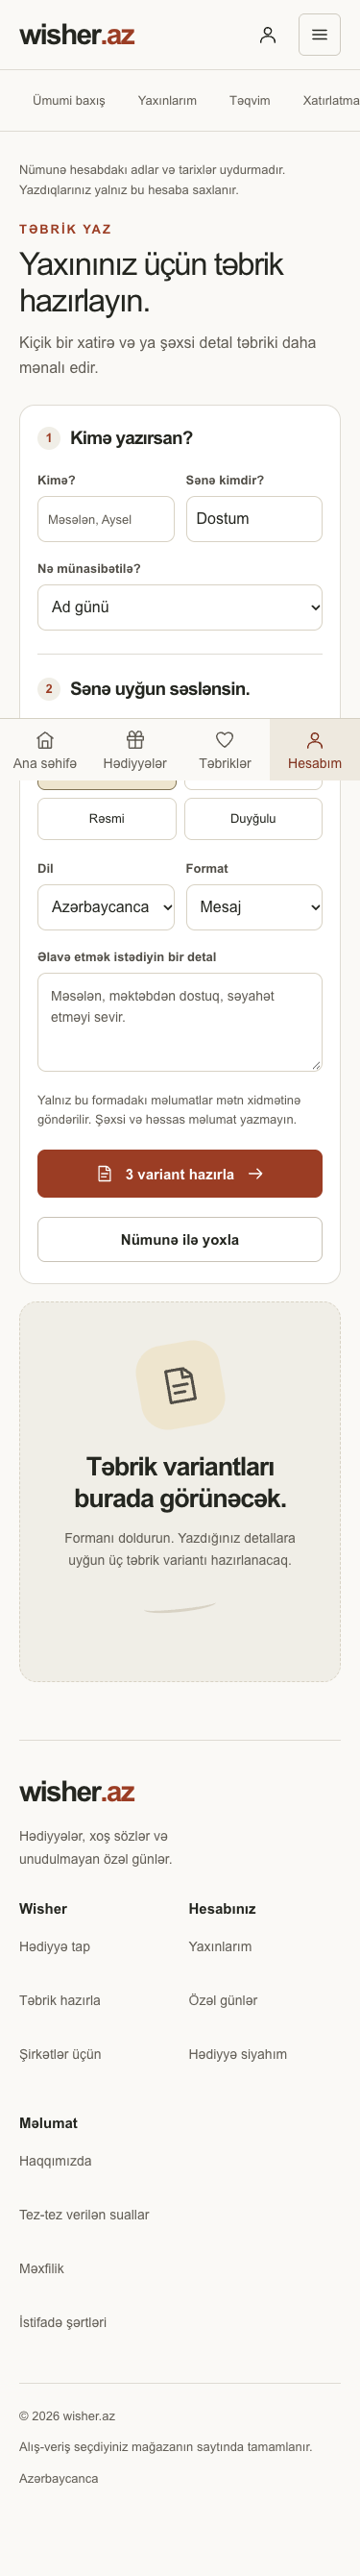 wisher.az
Ümumi baxış Yaxınlarım Təqvim Xatırlatma
Nümunə hesabdakı adlar və tarixlər uydurmadır.
Yazdıqlarınız yalnız bu hesaba saxlanır.
TƏBRİK YAZ
Yaxınınız üçün təbrik
hazırlayın.
Kiçik bir xatirə və ya şəxsi detal təbriki daha
mənalı edir.
1 Kimə yazırsan?
Kimə? Sənə kimdir?
Məsələn, Aysel Dostum
Nə münasibətilə?
Ad günü
2 Sənə uyğun səslənsin.
Ana səhifə Hədiyyələr Təbriklər Hesabım
Rəsmi Duyğulu
Dil Format
Azərbaycanca Mesaj
Əlavə etmək istədiyin bir detal
Məsələn, məktəbdən dostuq, səyahət
etməyi sevir.
Yalnız bu formadakı məlumatlar mətn xidmətinə
göndərilir. Şəxsi və həssas məlumat yazmayın.
3 variant hazırla
Nümunə ilə yoxla
Təbrik variantları
burada görünəcək.
Formanı doldurun. Yazdığınız detallara
uyğun üç təbrik variantı hazırlanacaq.
wisher.az
Hədiyyələr, xoş sözlər və
unudulmayan özəl günlər.
Wisher Hesabınız
Hədiyyə tap Yaxınlarım
Təbrik hazırla Özəl günlər
Şirkətlər üçün Hədiyyə siyahım
Məlumat
Haqqımızda
Tez-tez verilən suallar
Məxfilik
İstifadə şərtləri
© 2026 wisher.az
Alış-veriş seçdiyiniz mağazanın saytında tamamlanır.
Azərbaycanca